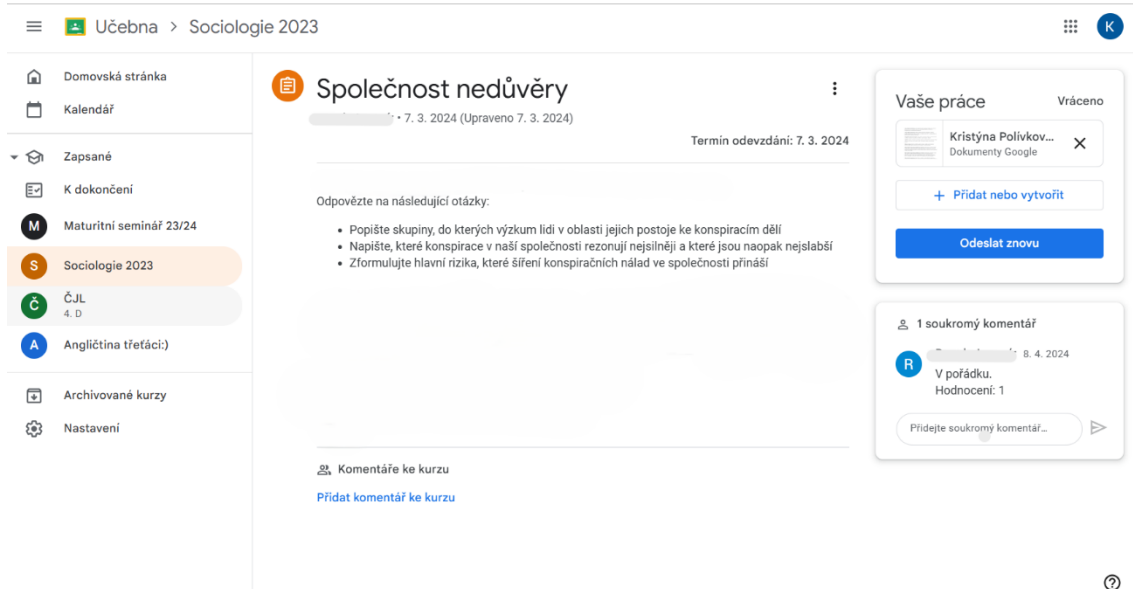 Učebna > Sociologie 2023
K
Domovská stránka
Kalendář
Zapsané
K dokončení
M Maturitní seminář 23/24
S Sociologie 2023
Č ČJL
4. D
A Angličtina třeťáci:)
Archivované kurzy
Nastavení
Společnost nedůvěry
• 7. 3. 2024 (Upraveno 7. 3. 2024)
Termín odevzdání: 7. 3. 2024
Odpovězte na následující otázky:
• Popište skupiny, do kterých výzkum lidi v oblasti jejich postoje ke konspiracím dělí
• Napište, které konspirace v naší společnosti rezonují nejsilněji a které jsou naopak nejslabší
• Zformulujte hlavní rizika, které šíření konspiračních nálad ve společnosti přináší
Komentáře ke kurzu
Přidat komentář ke kurzu
Vaše práce
Vráceno
Kristýna Polívkov...
Dokumenty Google
+ Přidat nebo vytvořit
Odeslat znovu
1 soukromý komentář
R
8. 4. 2024
V pořádku.
Hodnocení: 1
Přidejte soukromý komentář…